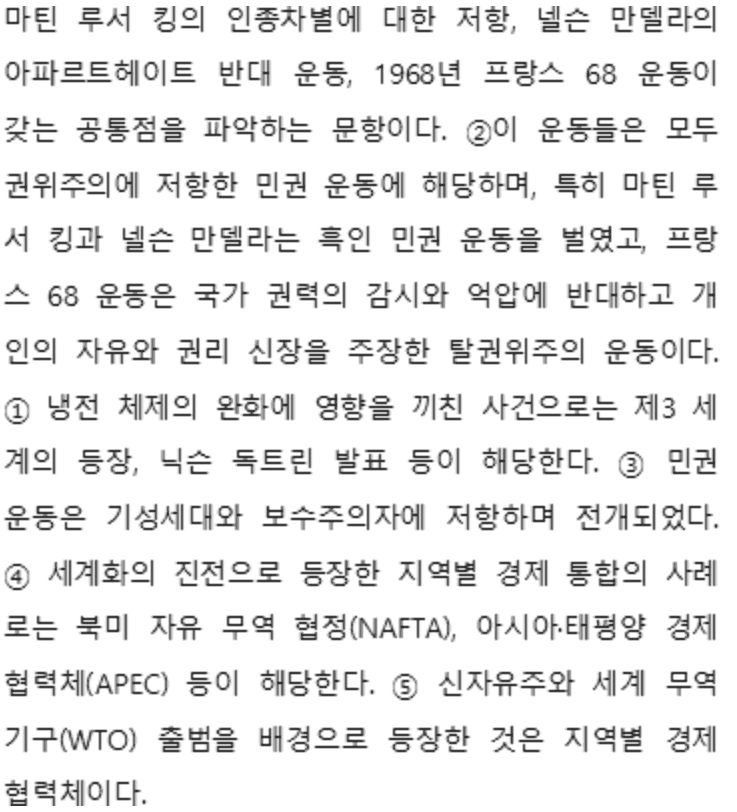 마틴 루서 킹의 인종차별에 대한 저항, 넬슨 만델라의
아파르트헤이트 반대 운동, 1968년 프랑스 68 운동이
갖는 공통점을 파악하는 문항이다. ②이 운동들은 모두
권위주의에 저항한 민권 운동에 해당하며, 특히 마틴 루
서 킹과 넬슨 만델라는 흑인 민권 운동을 벌였고, 프랑
스 68 운동은 국가 권력의 감시와 억압에 반대하고 개
인의 자유와 권리 신장을 주장한 탈권위주의 운동이다.
① 냉전 체제의 완화에 영향을 끼친 사건으로는 제3 세
계의 등장, 닉슨 독트린 발표 등이 해당한다. ③ 민권
운동은 기성세대와 보수주의자에 저항하며 전개되었다.
④ 세계화의 진전으로 등장한 지역별 경제 통합의 사례
로는 북미 자유 무역 협정(NAFTA), 아시아·태평양 경제
협력체(APEC) 등이 해당한다. ⑤ 신자유주와 세계 무역
기구(WTO) 출범을 배경으로 등장한 것은 지역별 경제
협력체이다.